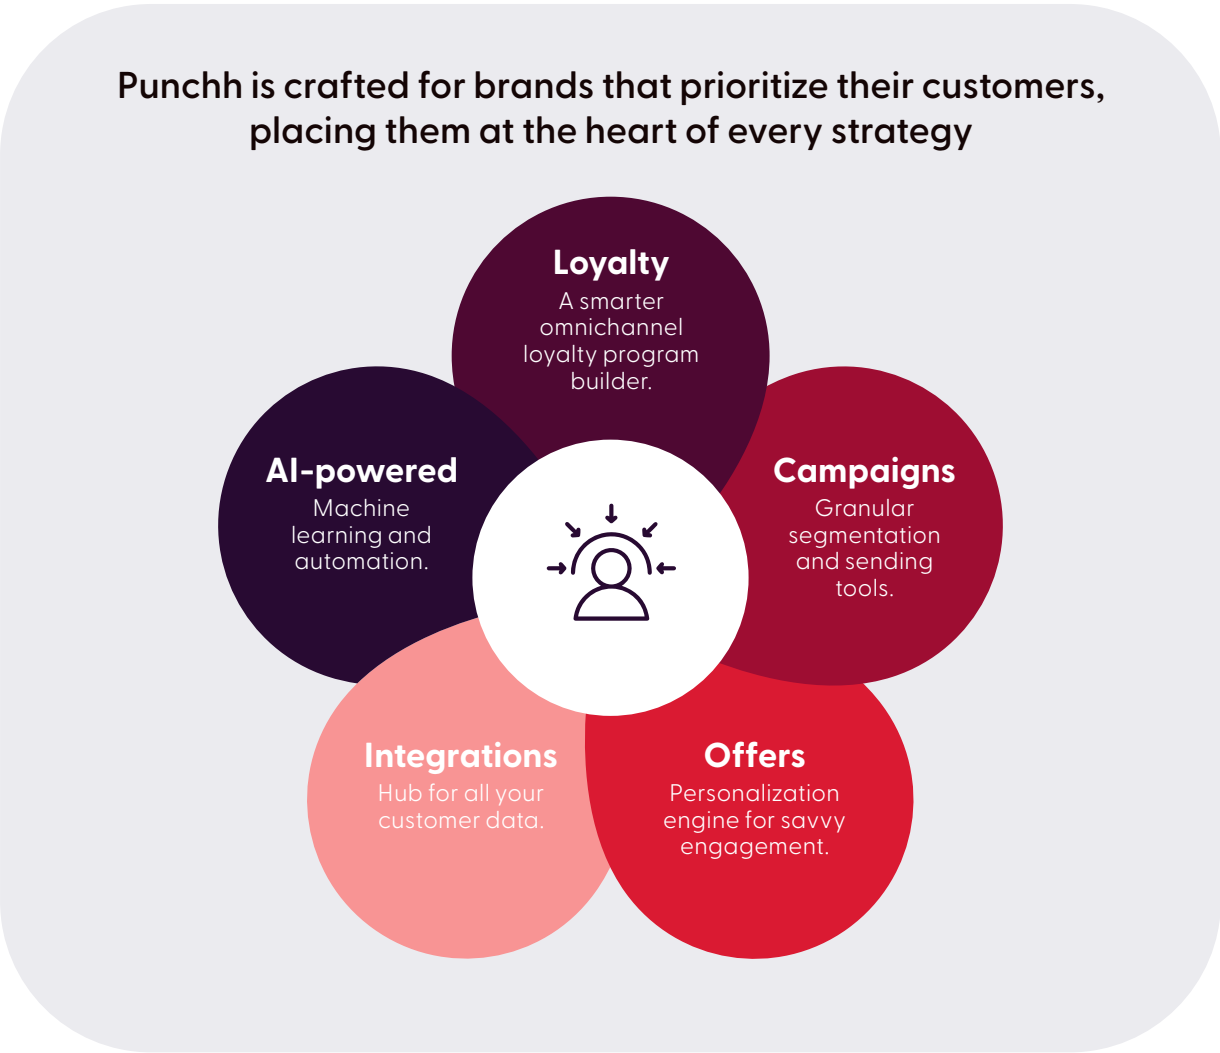 Punchh is crafted for brands that prioritize their customers,
placing them at the heart of every strategy
Loyalty
A smarter
omnichannel
loyalty program
builder.
AI-powered
Machine
learning and
automation.
Campaigns
Granular
segmentation
and sending
tools.
Integrations
Hub for all your
customer data.
Offers
Personalization
engine for savvy
engagement.